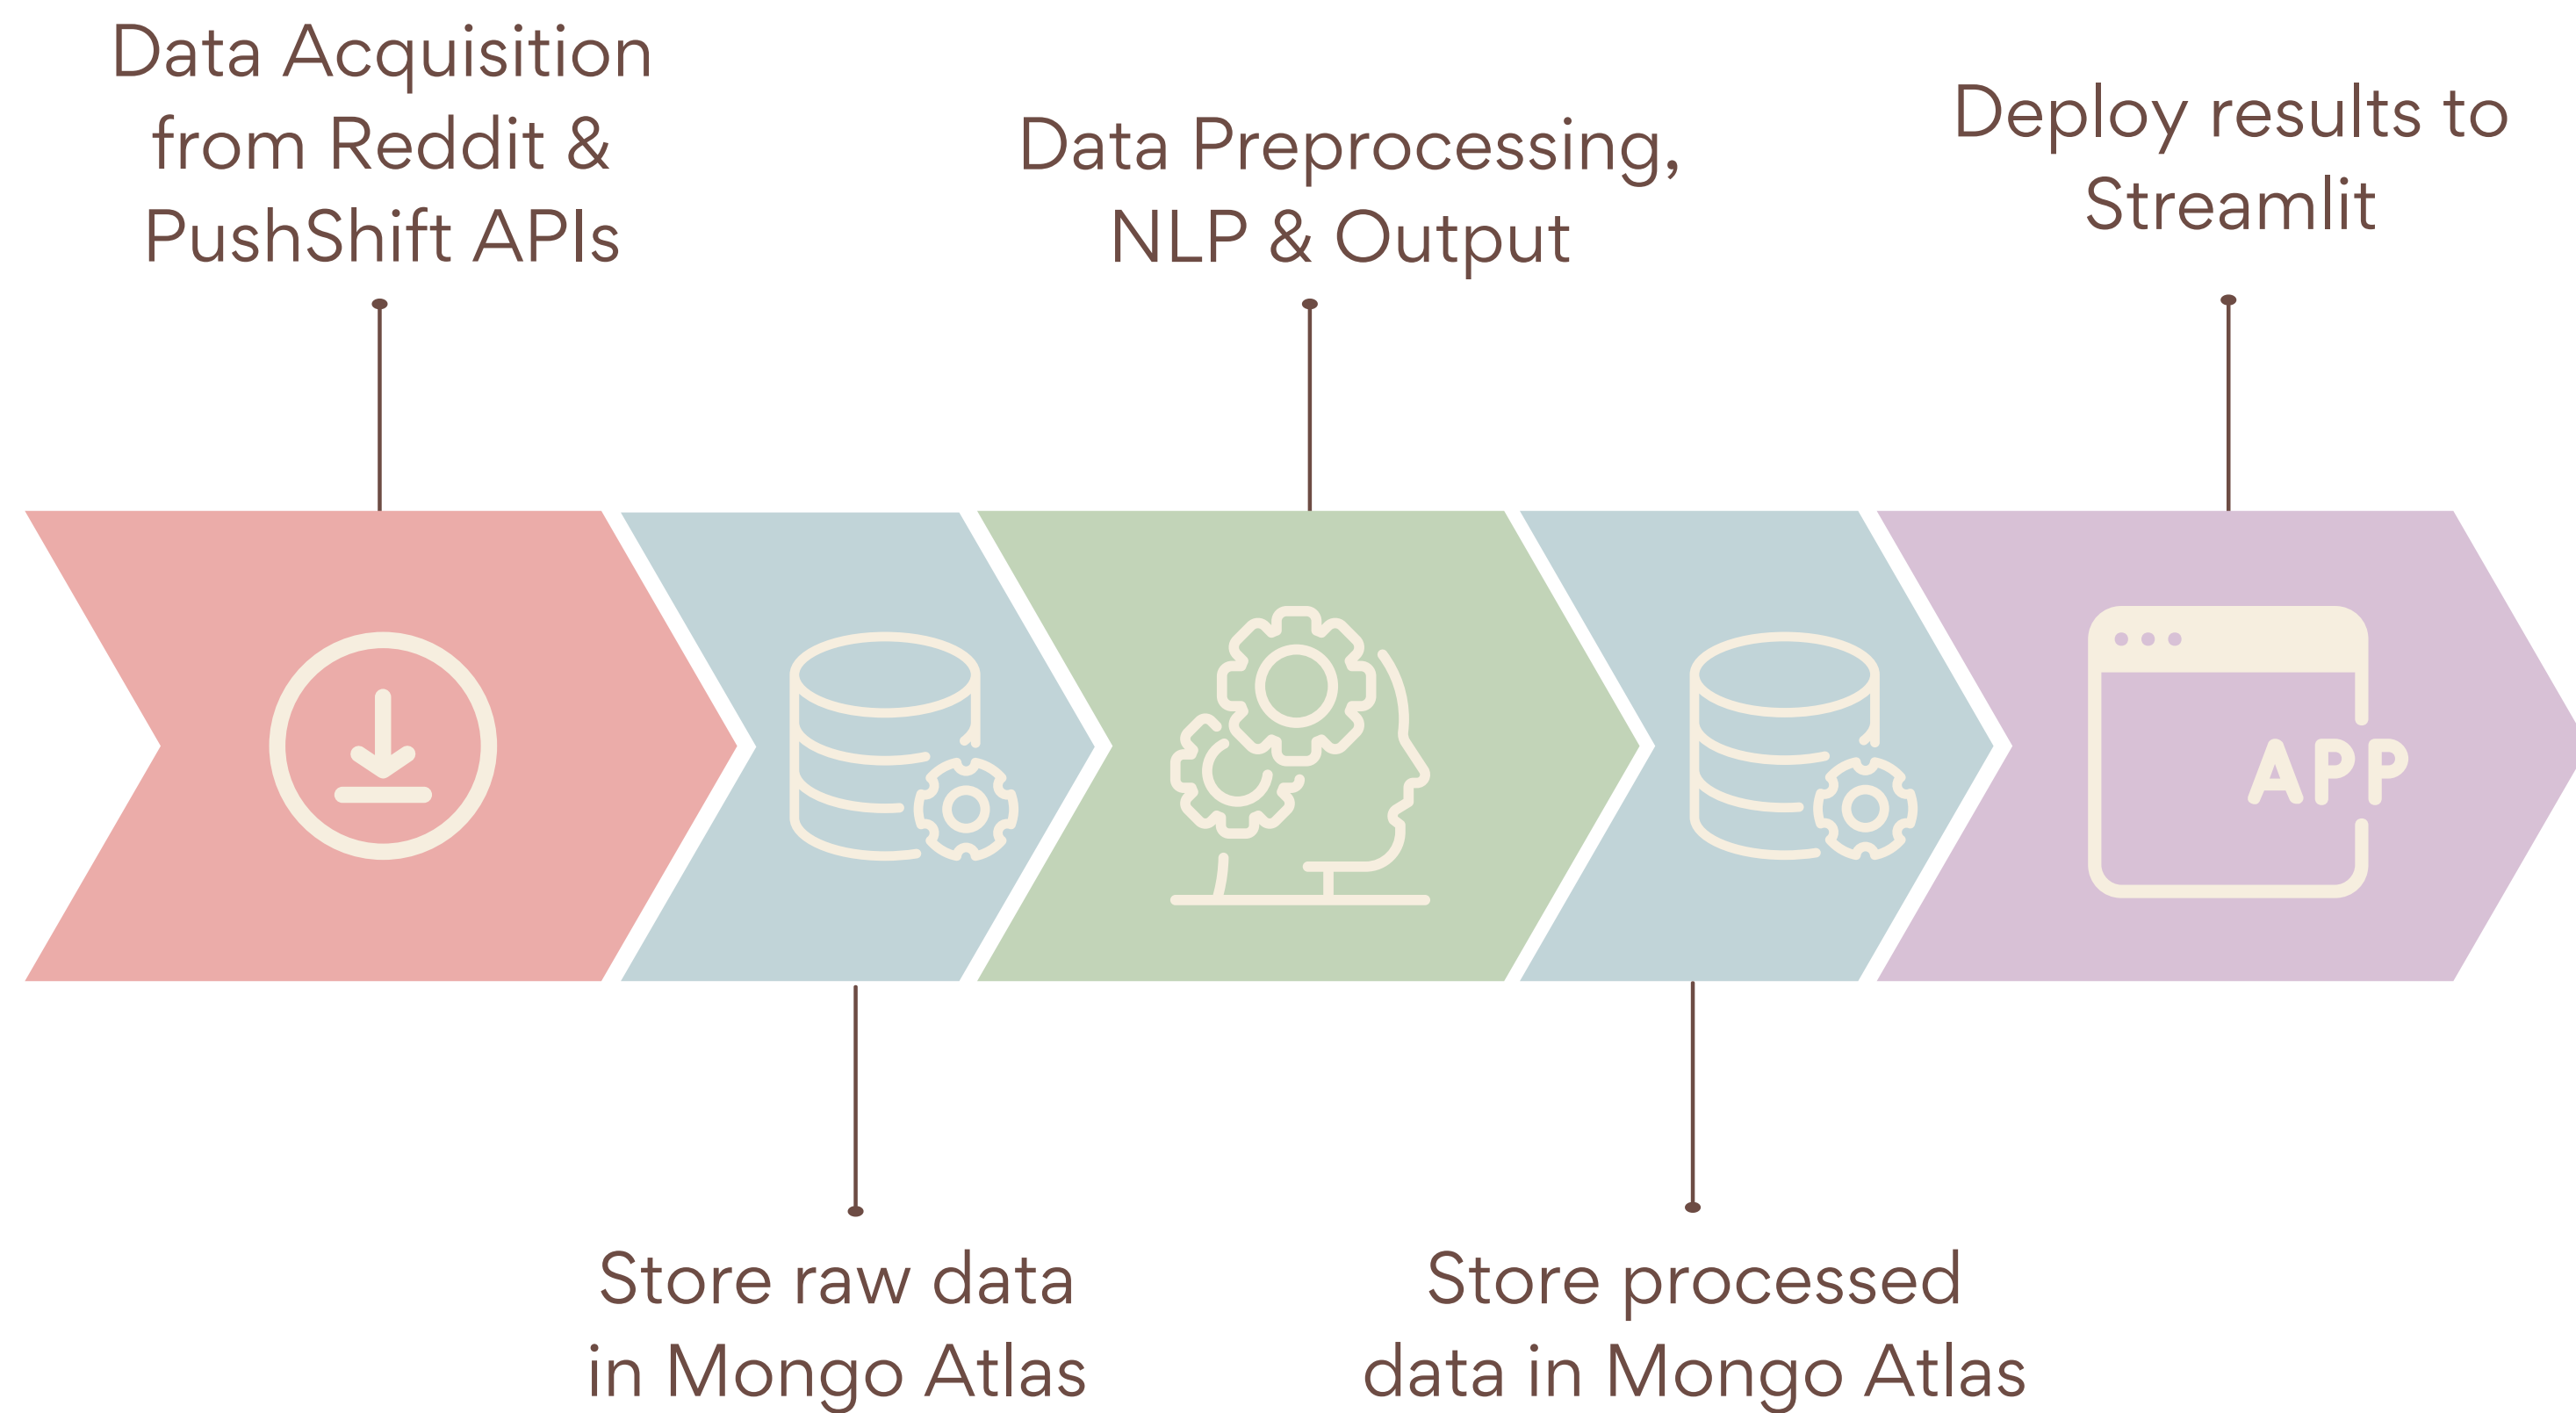 Data Acquisition
from Reddit &
PushShift APIs
Data Preprocessing,
NLP & Output
Deploy results to
Streamlit
APP
Store raw data
in Mongo Atlas
Store processed
data in Mongo Atlas